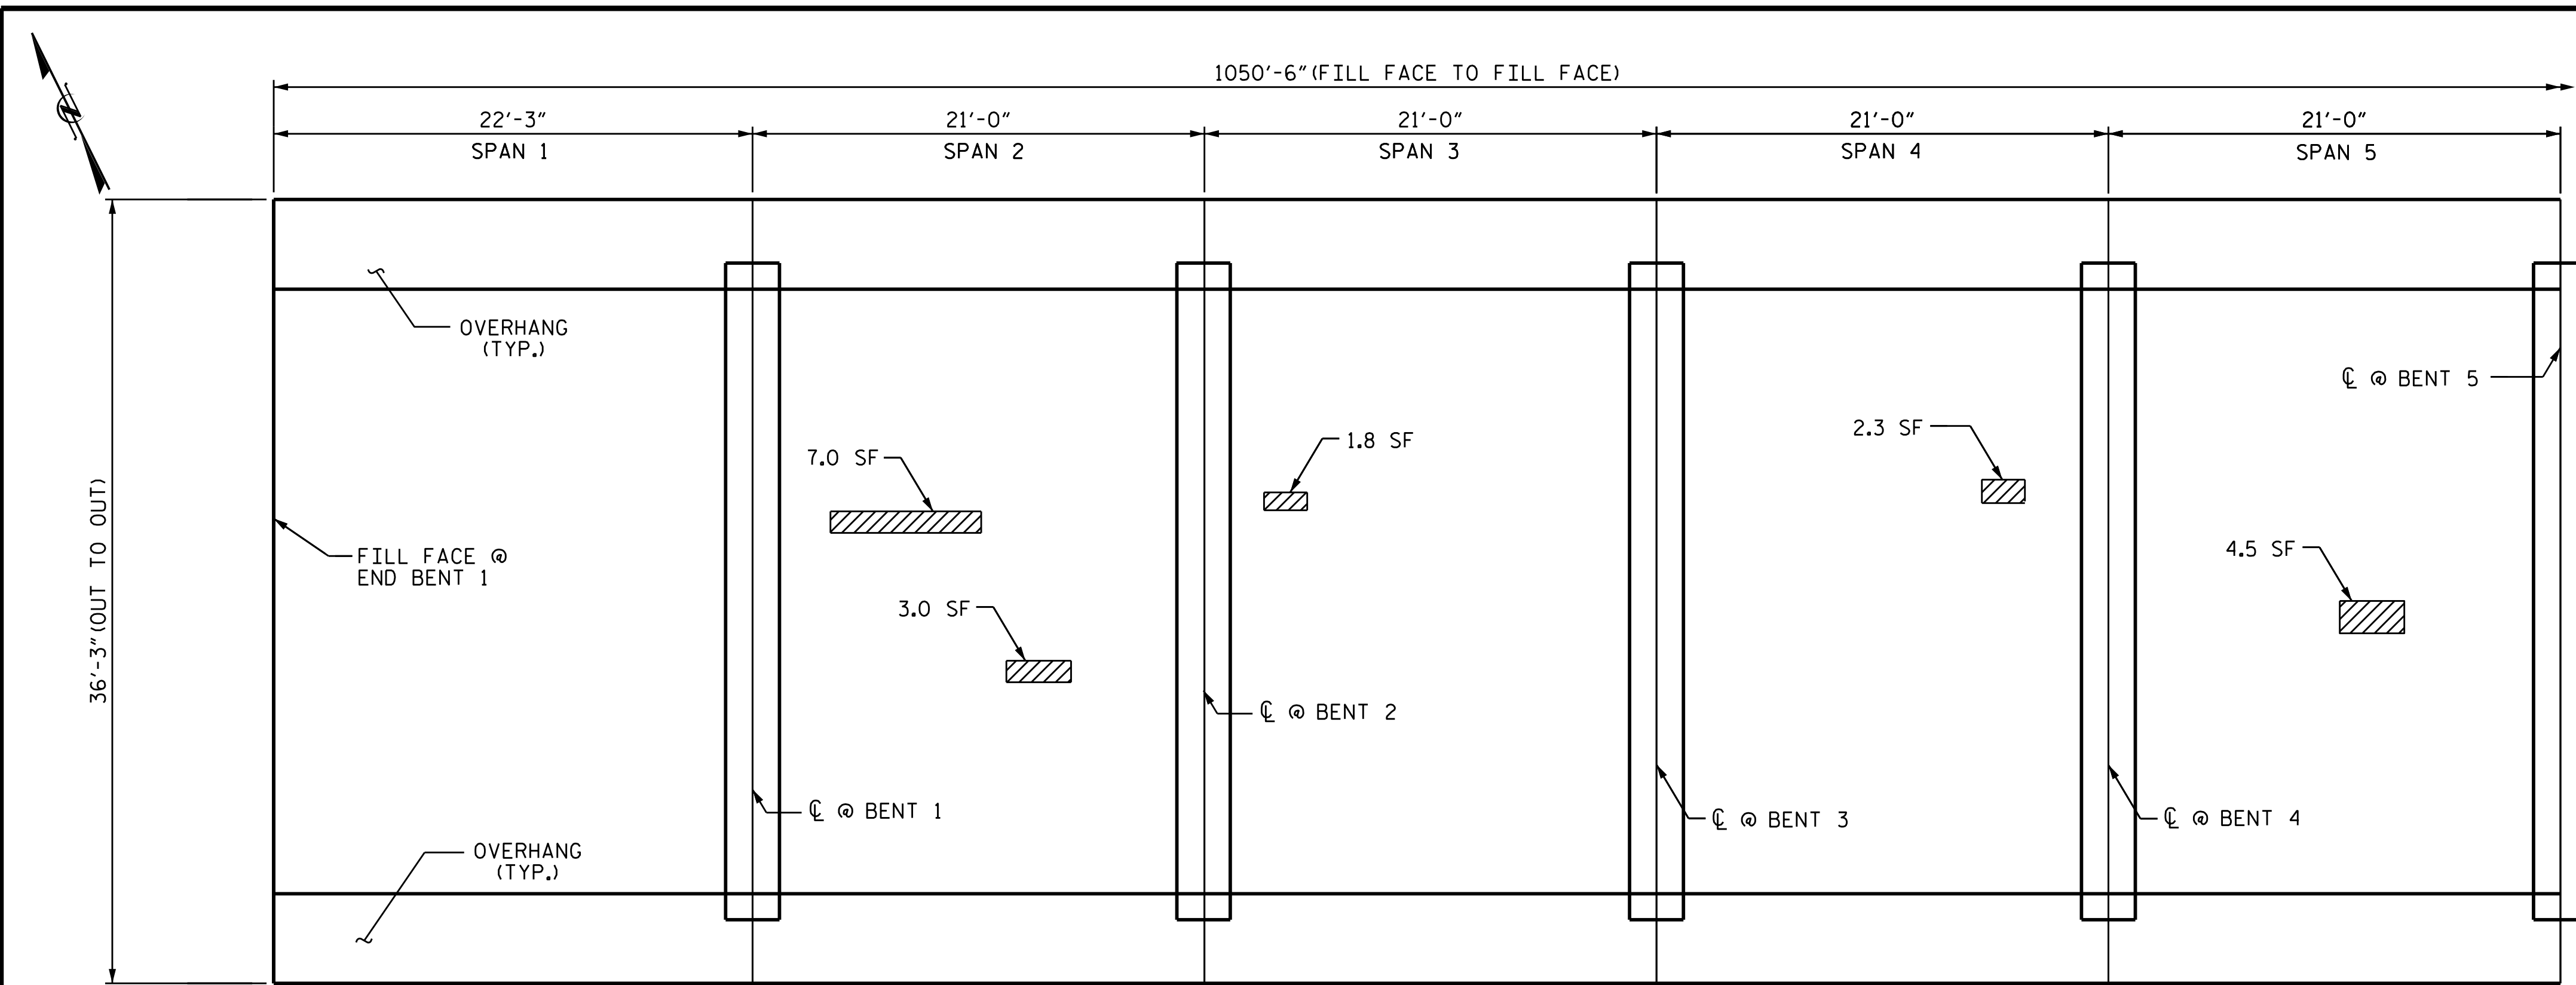 1050'-6"(FILL FACE TO FILL FACE)
22'-3" 21'-0" 21'-0" 21'-0" 21'-0"
SPAN 1 SPAN 2 SPAN 3 SPAN 4 SPAN 5
N
OVERHANG
(TYP.)
℄ @ BENT 5
7.0 SF
1.8 SF
2.3 SF
36'-3"(OUT TO OUT)
FILL FACE @
END BENT 1
3.0 SF
4.5 SF
℄ @ BENT 2
℄ @ BENT 1
℄ @ BENT 3
℄ @ BENT 4
OVERHANG
(TYP.)